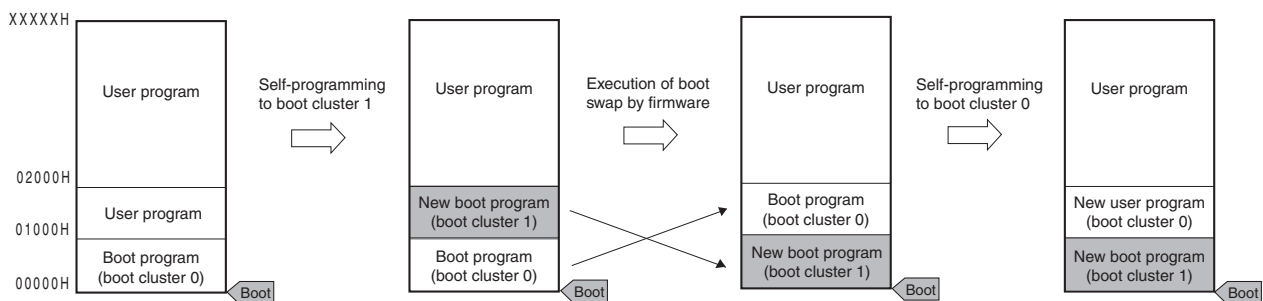 XXXXXH
User program
02000H
User program
01000H
Boot program
(boot cluster 0)
00000H
Boot
Self-programming
to boot cluster 1
User program
New boot program
(boot cluster 1)
Boot program
(boot cluster 0)
Boot
Execution of boot
swap by firmware
User program
Boot program
(boot cluster 0)
New boot program
(boot cluster 1)
Boot
Self-programming
to boot cluster 0
User program
New user program
(boot cluster 0)
New boot program
(boot cluster 1)
Boot